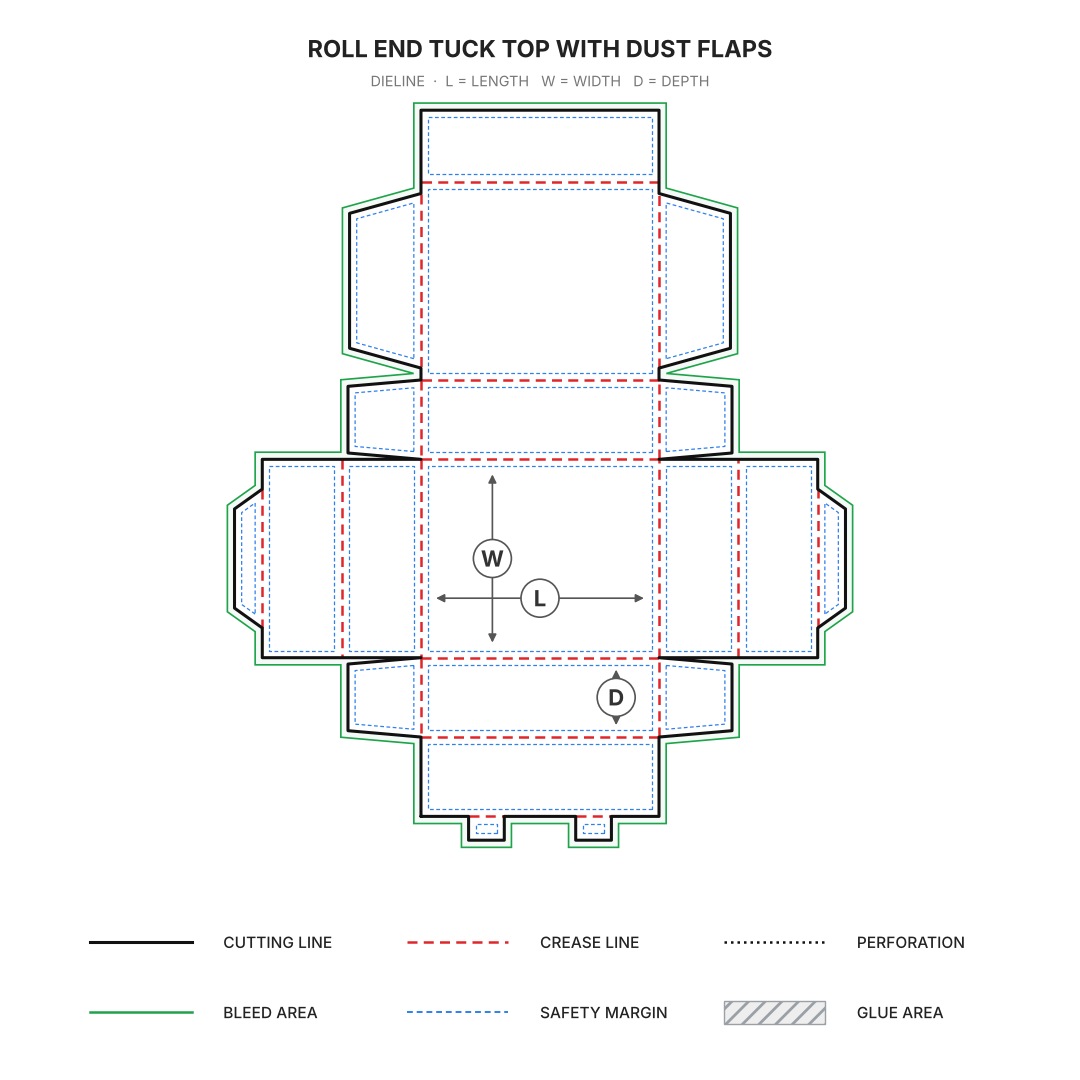 ROLL END TUCK TOP WITH DUST FLAPS
DIELINE · L = LENGTH W = WIDTH D = DEPTH
W
L
D
CUTTING LINE
CREASE LINE
PERFORATION
BLEED AREA
SAFETY MARGIN
GLUE AREA